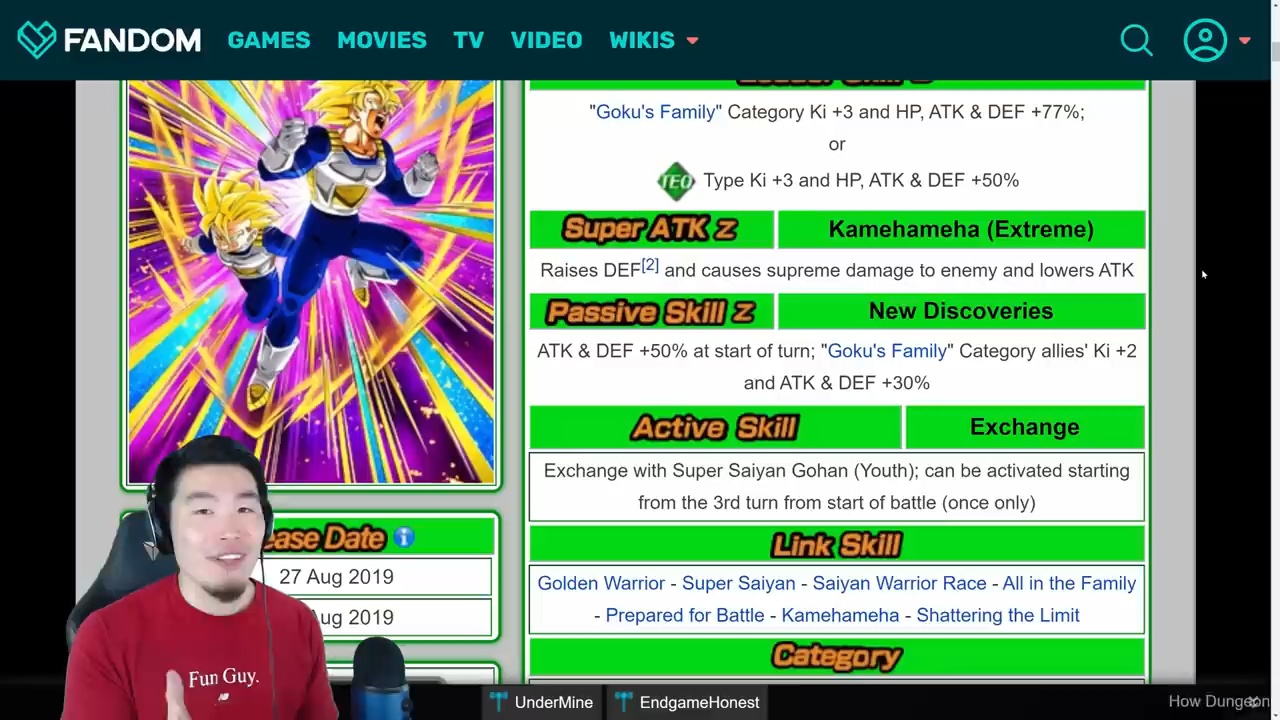 FANDOM GAMES MOVIES TV VIDEO WIKIS
Leader Skill Z
"Goku's Family" Category Ki +3 and HP, ATK & DEF +77%;
or
TEQ Type Ki +3 and HP, ATK & DEF +50%
Super ATK Z Kamehameha (Extreme)
Raises DEF[2] and causes supreme damage to enemy and lowers ATK
Passive Skill Z New Discoveries
ATK & DEF +50% at start of turn; "Goku's Family" Category allies' Ki +2
and ATK & DEF +30%
Active Skill Exchange
Exchange with Super Saiyan Gohan (Youth); can be activated starting
from the 3rd turn from start of battle (once only)
Link Skill
Golden Warrior - Super Saiyan - Saiyan Warrior Race - All in the Family
- Prepared for Battle - Kamehameha - Shattering the Limit
Category
ease Date
27 Aug 2019
Aug 2019
Fun Guy.
UnderMine EndgameHonest How Dungeon